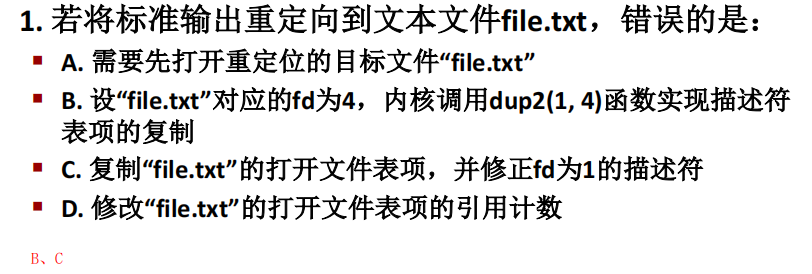 1. 若将标准输出重定向到文本文件file.txt，错误的是：
▪ A. 需要先打开重定位的目标文件“file.txt”
▪ B. 设“file.txt”对应的fd为4，内核调用dup2(1, 4)函数实现描述符
表项的复制
▪ C. 复制“file.txt”的打开文件表项，并修正fd为1的描述符
▪ D. 修改“file.txt”的打开文件表项的引用计数
B、C